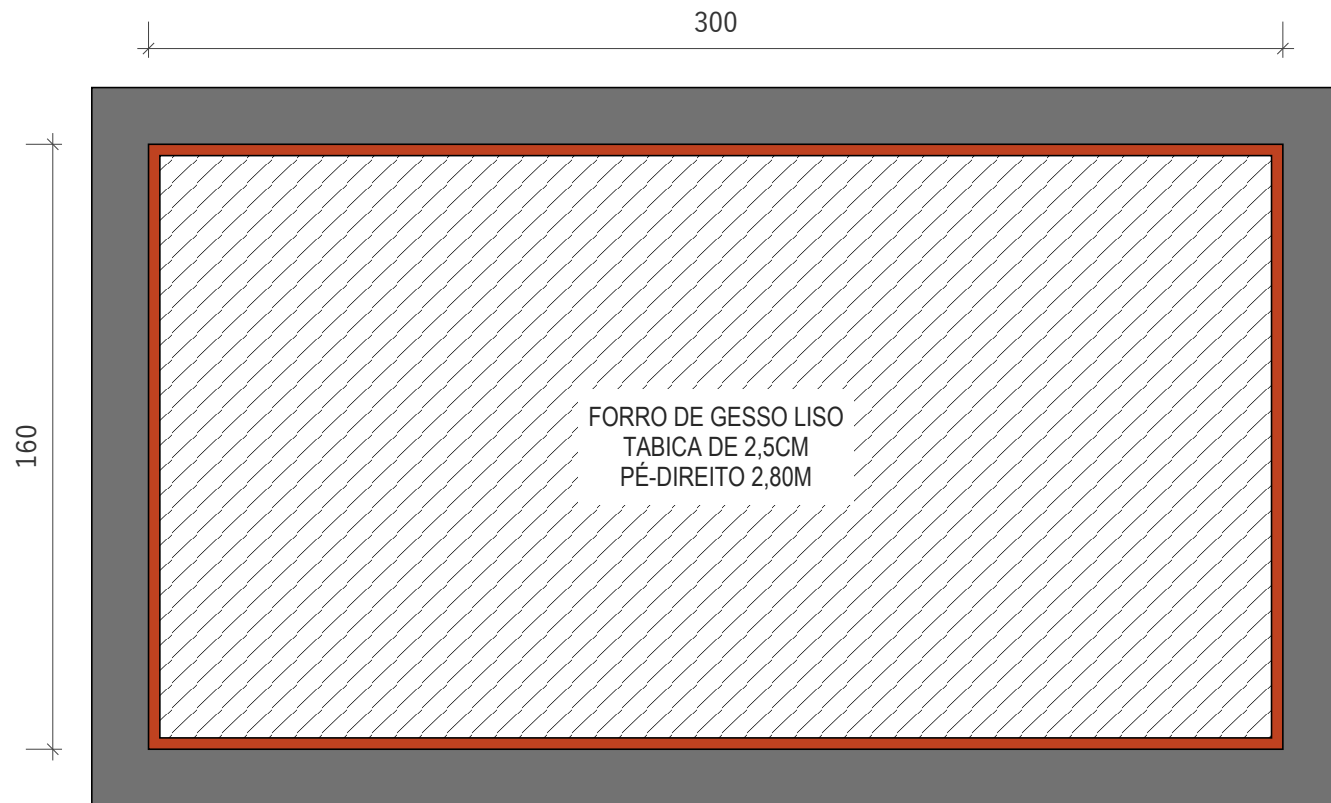 300
160
FORRO DE GESSO LISO
TABICA DE 2,5CM
PÉ-DIREITO 2,80M